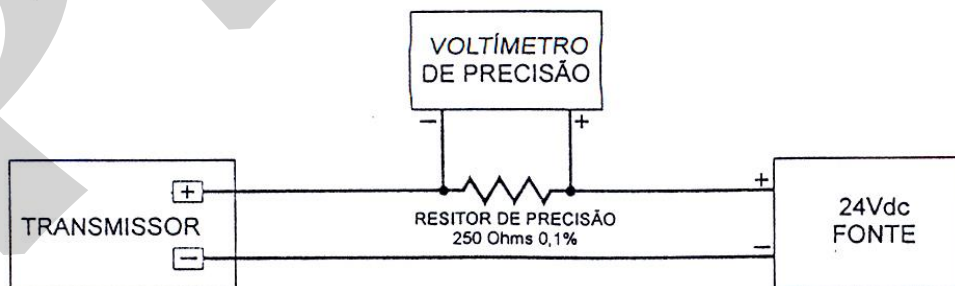 VOLTÍMETRO
DE PRECISÃO
− +
+ +
TRANSMISSOR
RESITOR DE PRECISÃO
250 Ohms 0,1%
24Vdc
FONTE
− −